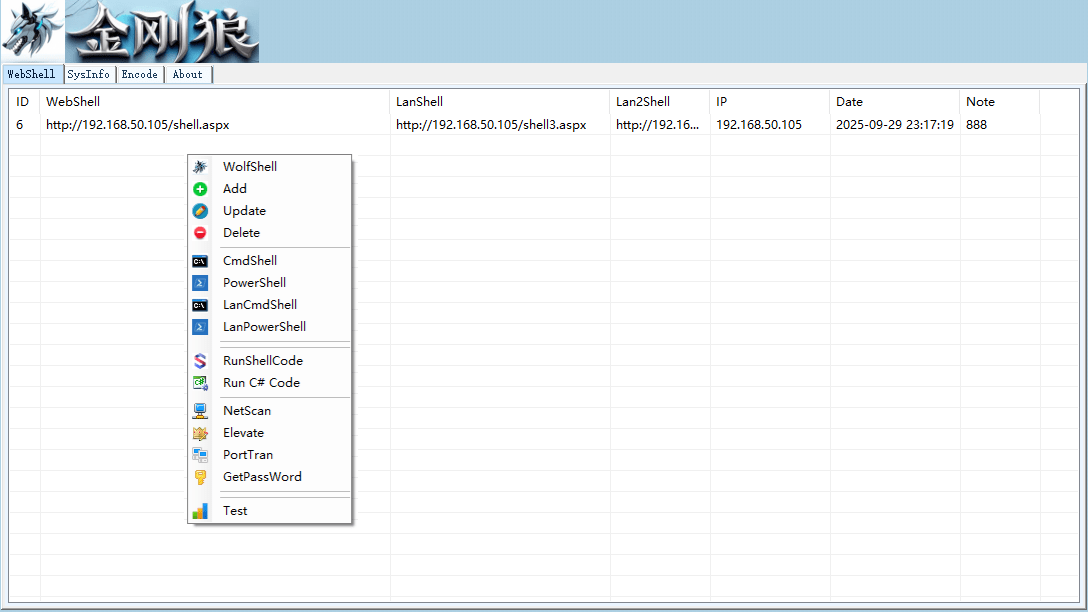 金刚狼
WebShell SysInfo Encode About
ID WebShell LanShell Lan2Shell IP Date Note
6 http://192.168.50.105/shell.aspx http://192.168.50.105/shell3.aspx http://192.16... 192.168.50.105 2025-09-29 23:17:19 888
WolfShell
Add
Update
Delete
C:\ CmdShell
PowerShell
C:\ LanCmdShell
LanPowerShell
RunShellCode
C# Run C# Code
NetScan
Elevate
PortTran
GetPassWord
Test